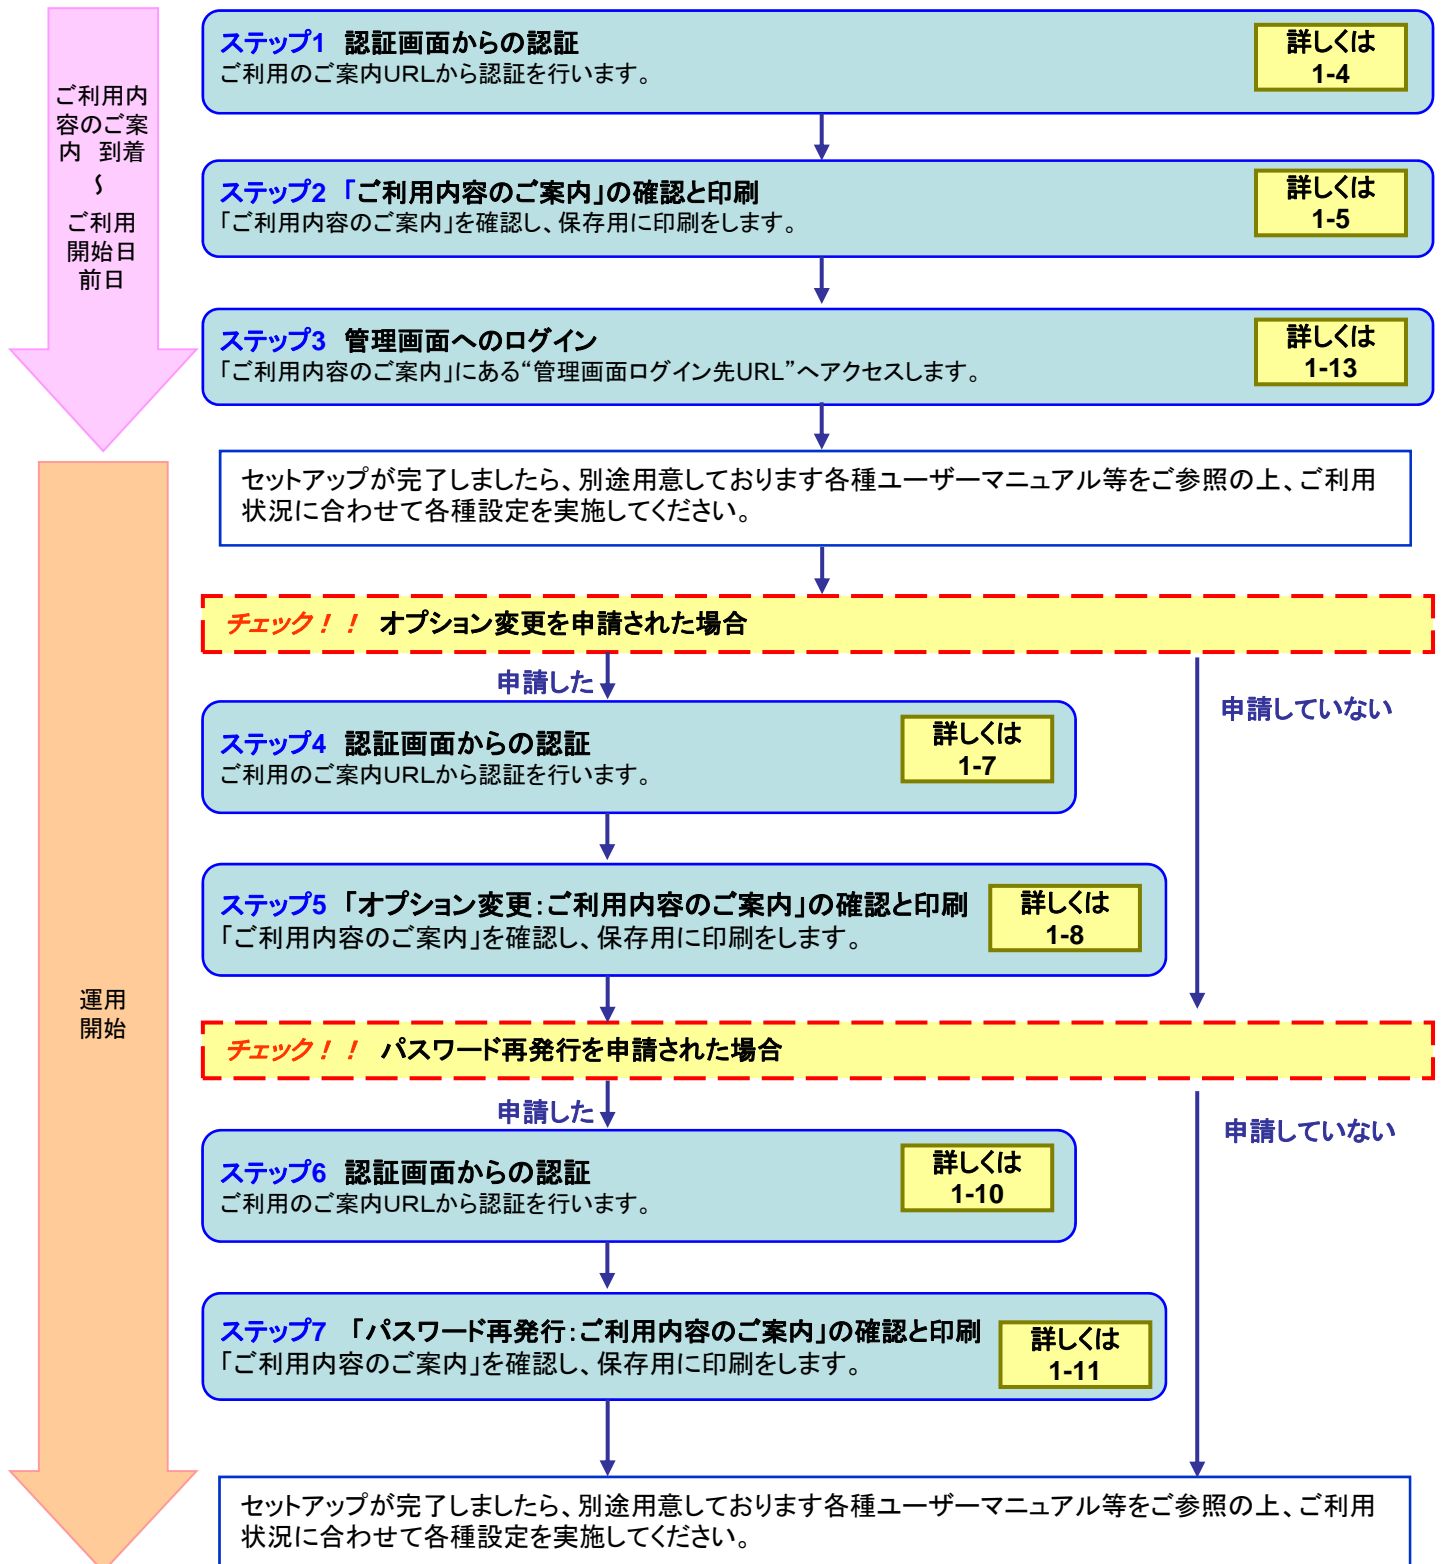 ご利用内
容のご案
内　到着
～
ご利用
開始日
前日
ステップ1　認証画面からの認証
ご利用のご案内URLから認証を行います。
詳しくは
1-4
ステップ2　「ご利用内容のご案内」の確認と印刷
「ご利用内容のご案内」を確認し、保存用に印刷をします。
詳しくは
1-5
ステップ3　管理画面へのログイン
「ご利用内容のご案内」にある“管理画面ログイン先URL”へアクセスします。
詳しくは
1-13
セットアップが完了しましたら、別途用意しております各種ユーザーマニュアル等をご参照の上、ご利用
状況に合わせて各種設定を実施してください。
運用
開始
チェック！！　オプション変更を申請された場合
申請した
申請していない
ステップ4　認証画面からの認証
ご利用のご案内URLから認証を行います。
詳しくは
1-7
ステップ5　「オプション変更：ご利用内容のご案内」の確認と印刷
「ご利用内容のご案内」を確認し、保存用に印刷をします。
詳しくは
1-8
チェック！！　パスワード再発行を申請された場合
申請した
申請していない
ステップ6　認証画面からの認証
ご利用のご案内URLから認証を行います。
詳しくは
1-10
ステップ7　「パスワード再発行：ご利用内容のご案内」の確認と印刷
「ご利用内容のご案内」を確認し、保存用に印刷をします。
詳しくは
1-11
セットアップが完了しましたら、別途用意しております各種ユーザーマニュアル等をご参照の上、ご利用
状況に合わせて各種設定を実施してください。